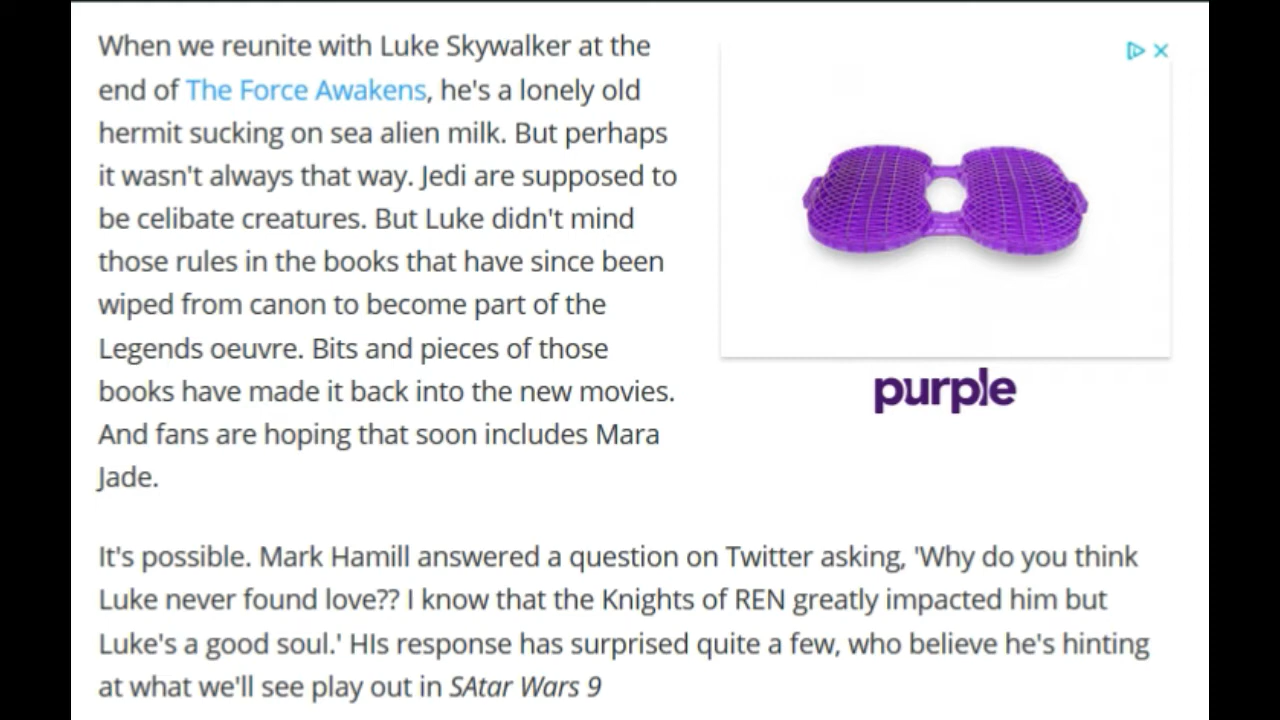 When we reunite with Luke Skywalker at the
end of The Force Awakens, he's a lonely old
hermit sucking on sea alien milk. But perhaps
it wasn't always that way. Jedi are supposed to
be celibate creatures. But Luke didn't mind
those rules in the books that have since been
wiped from canon to become part of the
Legends oeuvre. Bits and pieces of those
books have made it back into the new movies.
And fans are hoping that soon includes Mara
Jade.
purple
It's possible. Mark Hamill answered a question on Twitter asking, 'Why do you think
Luke never found love?? I know that the Knights of REN greatly impacted him but
Luke's a good soul.' HIs response has surprised quite a few, who believe he's hinting
at what we'll see play out in SAtar Wars 9